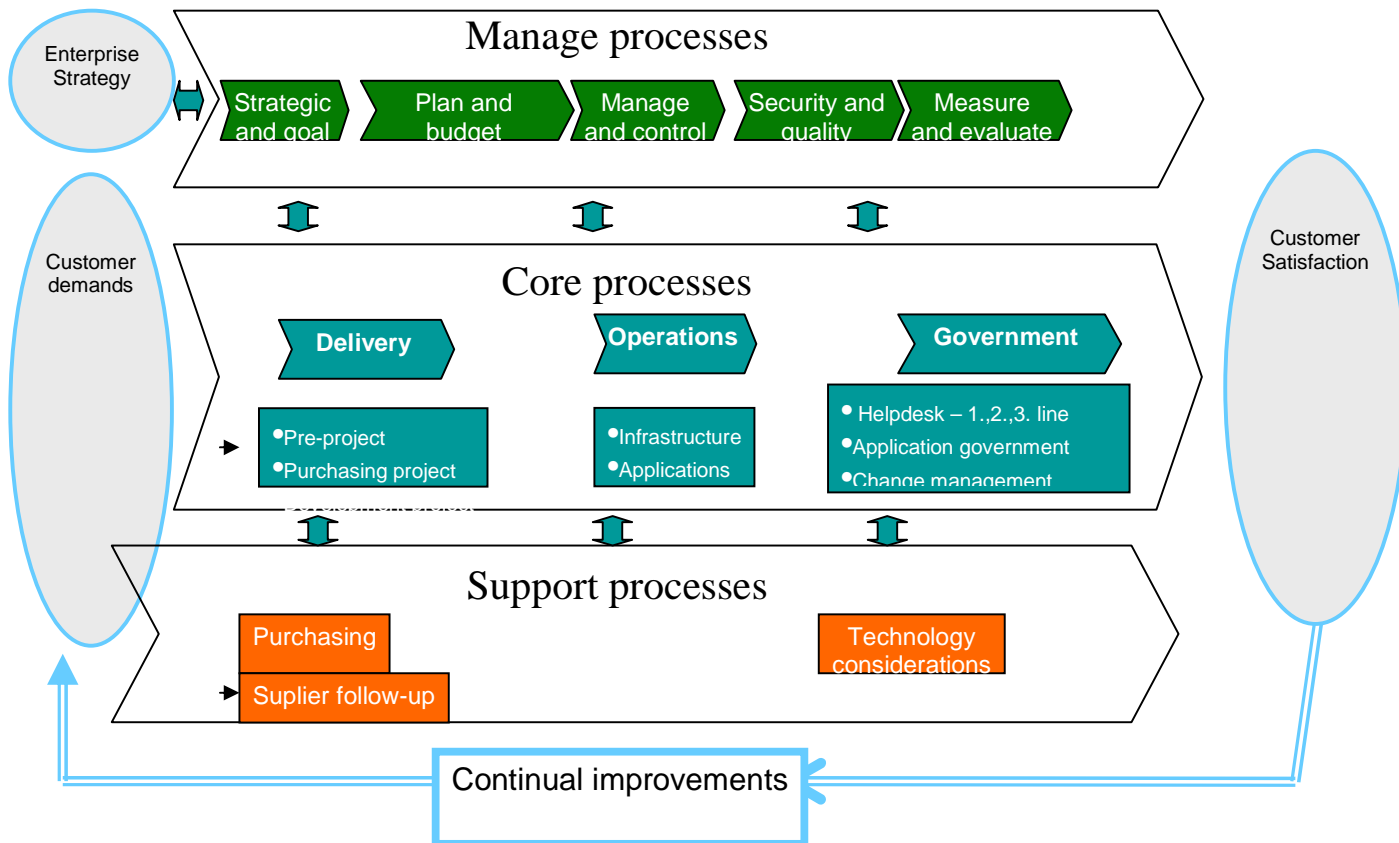 Manage processes
Enterprise
Strategy
Strategic
and goal
Plan and
budget
Manage
and control
Security and
quality
Measure
and evaluate
Customer
demands
Customer
Satisfaction
Core processes
Delivery
Operations
Government
•Pre-project
•Purchasing project
Development project
•Infrastructure
•Applications
• Helpdesk – 1.,2.,3. line
•Application government
•Change management
Support processes
Purchasing
Suplier follow-up
Technology
considerations
Continual improvements